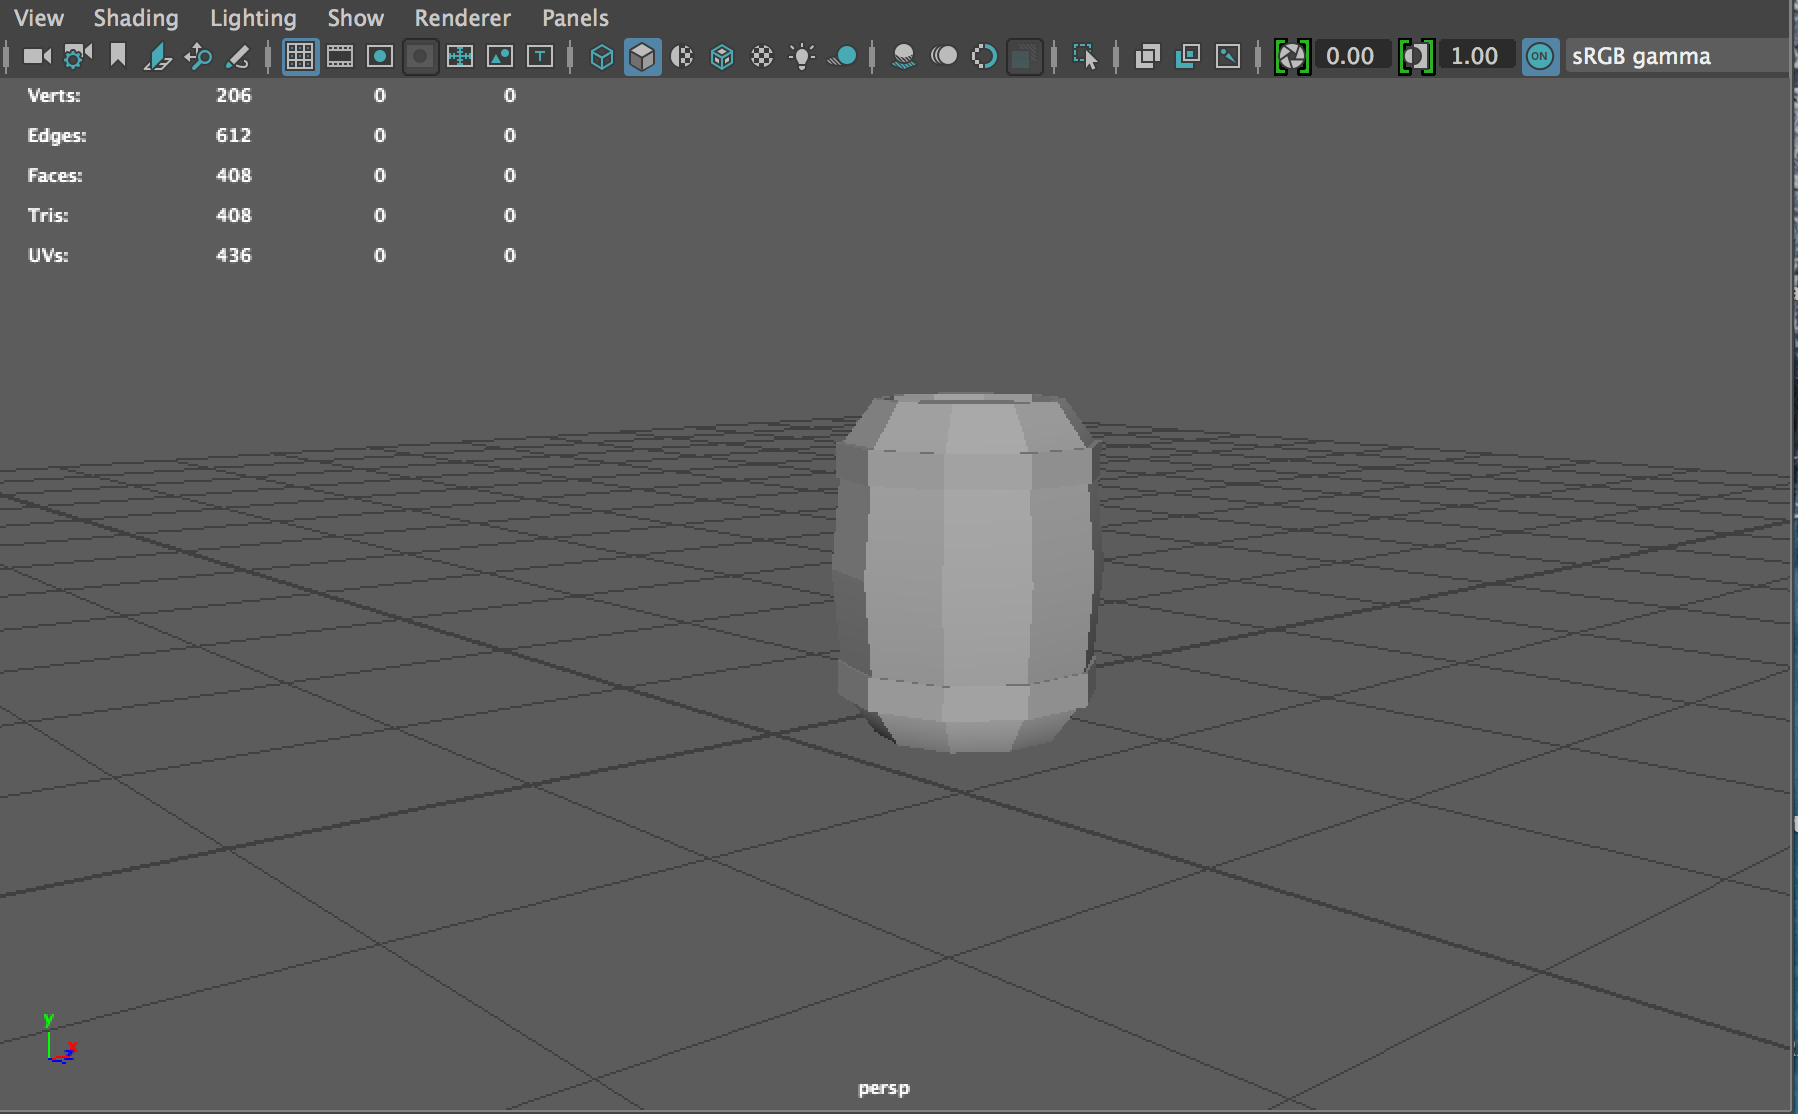 View Shading Lighting Show Renderer Panels
T 0.00 1.00 ON sRGB gamma
Verts: 206 0 0
Edges: 612 0 0
Faces: 408 0 0
Tris: 408 0 0
UVs: 436 0 0
y
x
z
persp